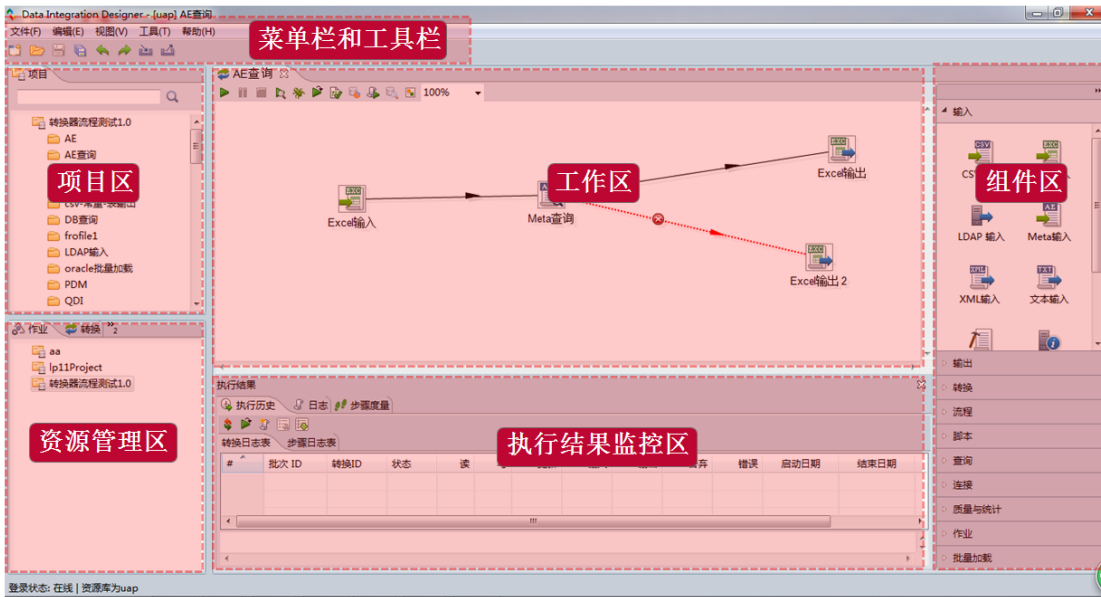 Data Integration Designer - [uap] AE查询
文件(F) 编辑(E) 视图(V) 工具(T) 帮助(H)
菜单栏和工具栏
项目
转换器流程测试1.0
AE
AE查询
项目区
DB查询
frofile1
LDAP输入
oracle批量加载
PDM
QDI
作业 转换 »2
aa
lp11Project
转换器流程测试1.0
资源管理区
AE查询
100%
Excel输入
Meta查询
工作区
Excel输出
Excel输出 2
执行结果
执行历史 日志 步骤度量
转换日志表 步骤日志表
执行结果监控区
# 批次 ID 转换ID 状态 读 错误 启动日期 结束日期
输入
组件区
LDAP 输入 Meta输入
XML输入 文本输入
输出
转换
流程
脚本
查询
连接
质量与统计
作业
批量加载
登录状态: 在线 | 资源库为uap